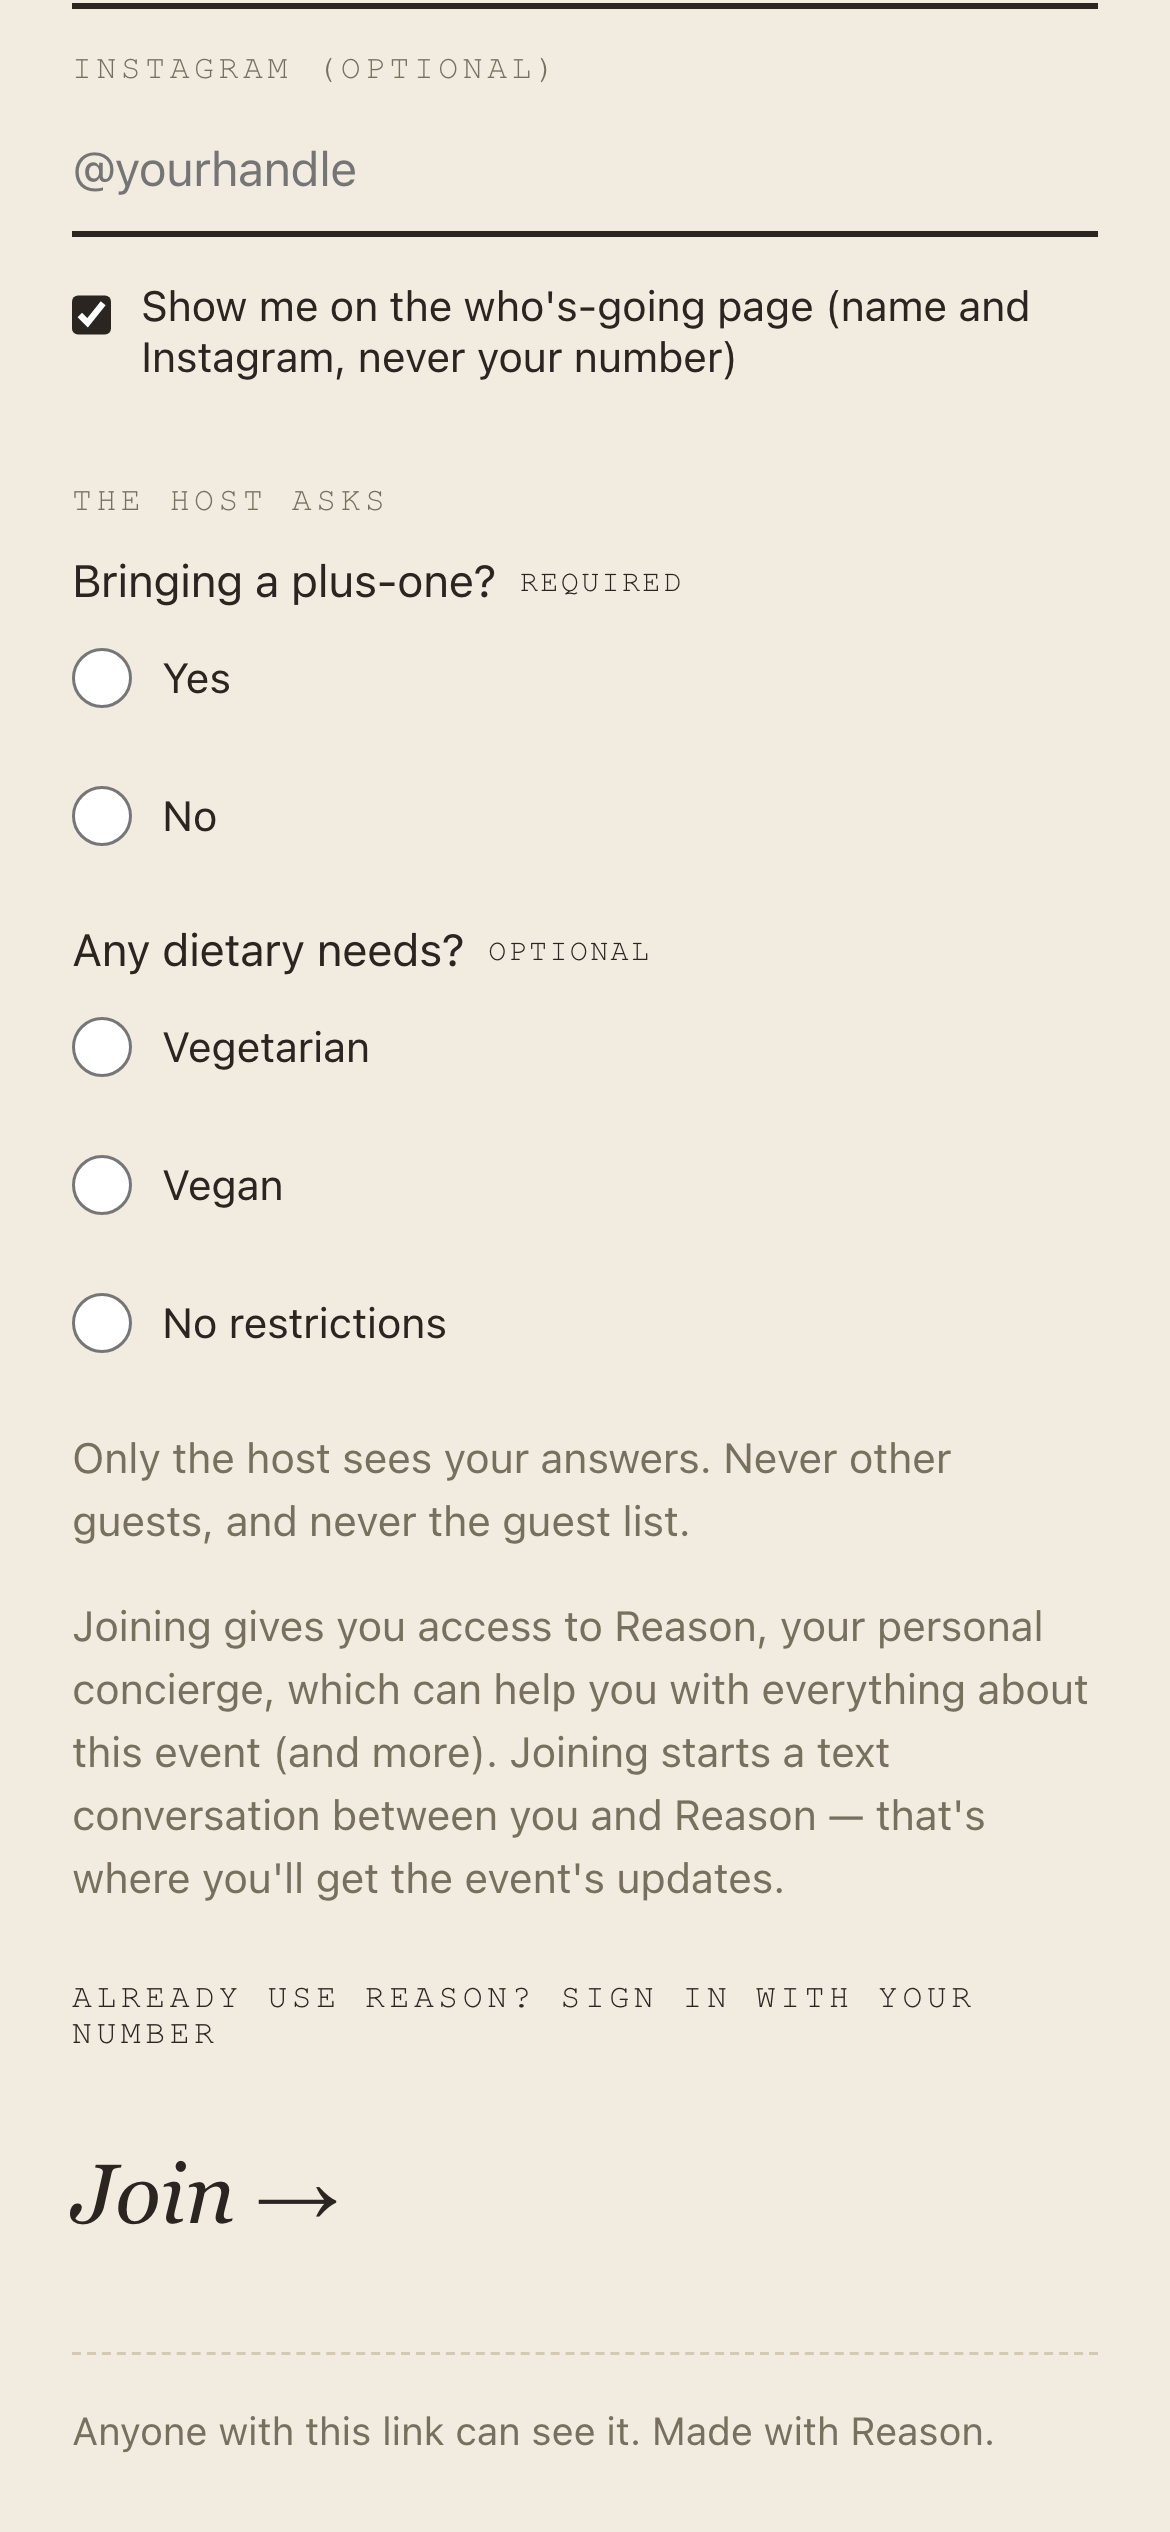 INSTAGRAM (OPTIONAL)
@yourhandle
Show me on the who's-going page (name and
Instagram, never your number)
THE HOST ASKS
Bringing a plus-one? REQUIRED
Yes
No
Any dietary needs? OPTIONAL
Vegetarian
Vegan
No restrictions
Only the host sees your answers. Never other
guests, and never the guest list.
Joining gives you access to Reason, your personal
concierge, which can help you with everything about
this event (and more). Joining starts a text
conversation between you and Reason — that's
where you'll get the event's updates.
ALREADY USE REASON? SIGN IN WITH YOUR
NUMBER
Join →
Anyone with this link can see it. Made with Reason.